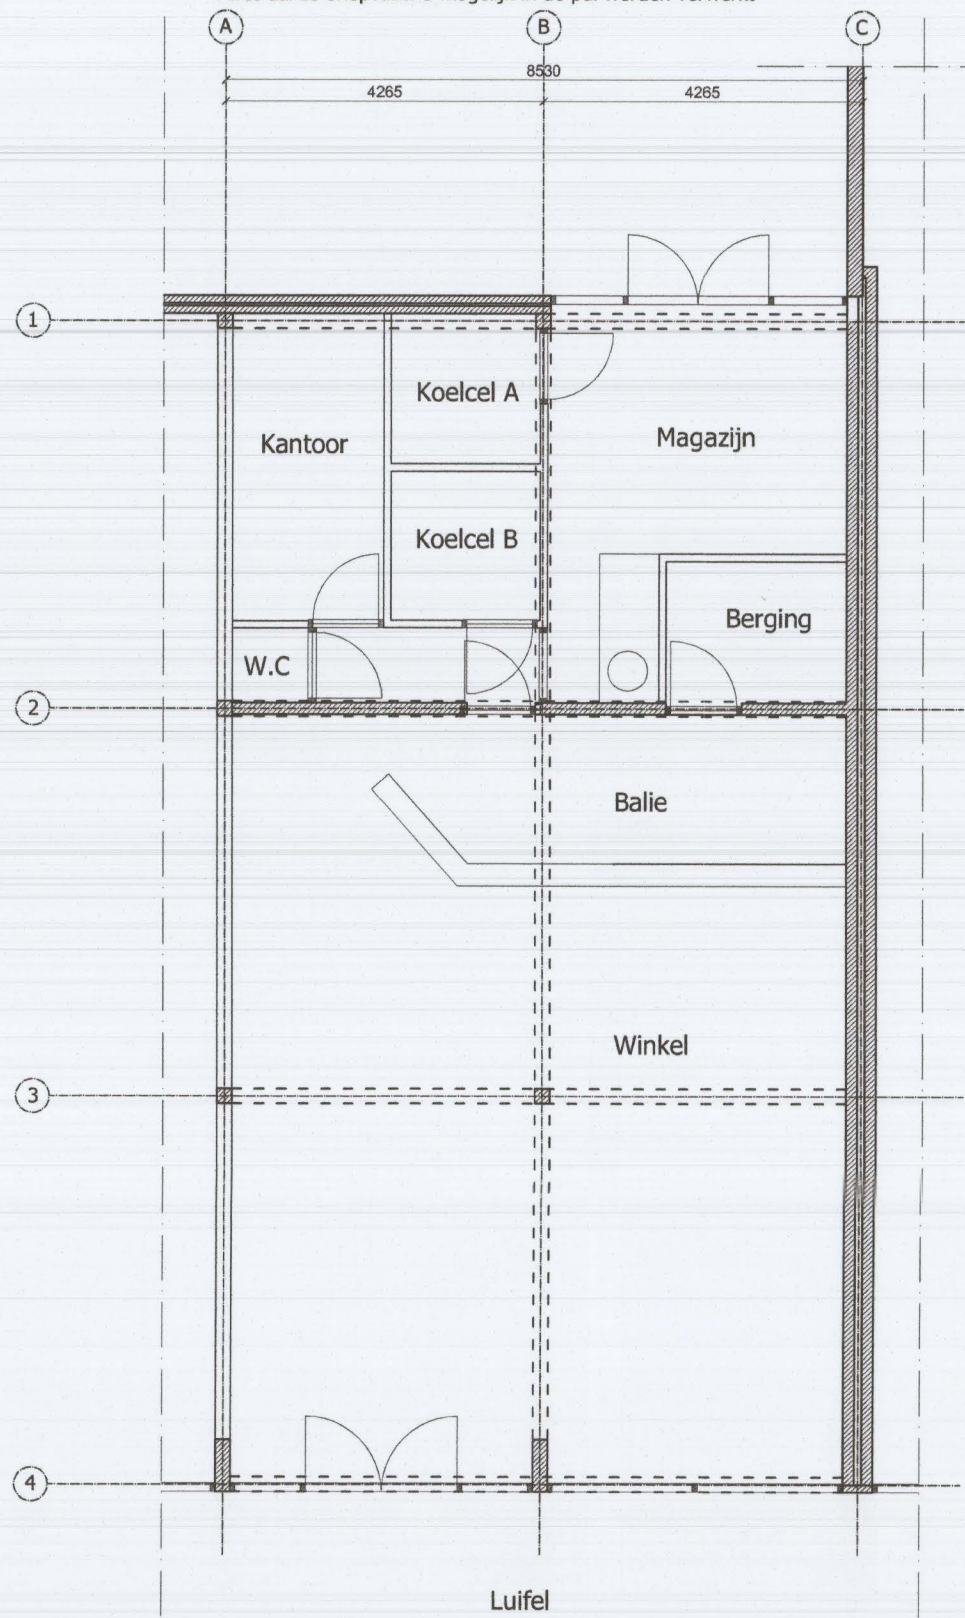 A B C
8530
4265 4265
1
Koelcel A
Kantoor
Magazijn
Koelcel B
Berging
W.C
2
Balie
Winkel
3
4
Luifel